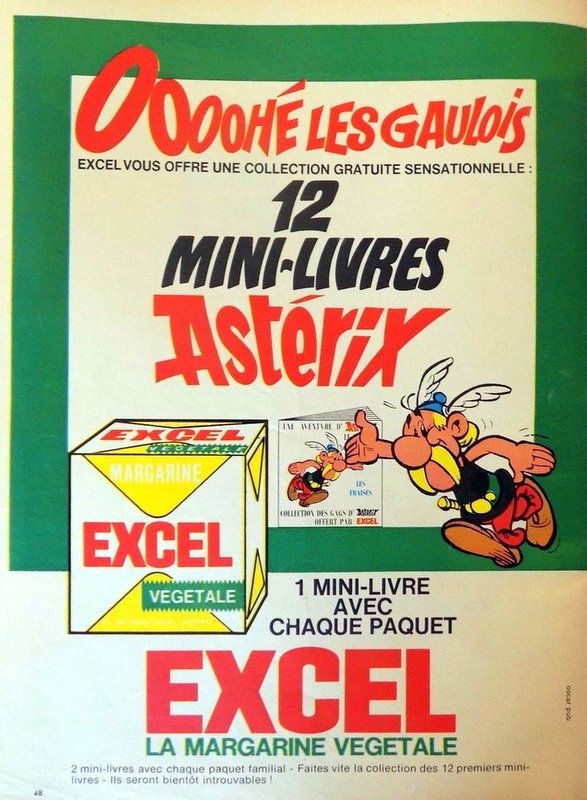 OOOOHÉ LES GAULOIS
EXCEL VOUS OFFRE UNE COLLECTION GRATUITE SENSATIONNELLE :
12
MINI-LIVRES
Astérix
EXCEL
MARGARINE
EXCEL
VEGETALE
UNE AVENTURE D'
LES
FRAISES
COLLECTION DES GAGS D'Astérix
OFFERT PAR EXCEL
1 MINI-LIVRE
AVEC
CHAQUE PAQUET
EXCEL
LA MARGARINE VEGETALE
2 mini-livres avec chaque paquet familial - Faites vite la collection des 12 premiers mini-
livres - Ils seront bientôt introuvables !
48
oscar pub